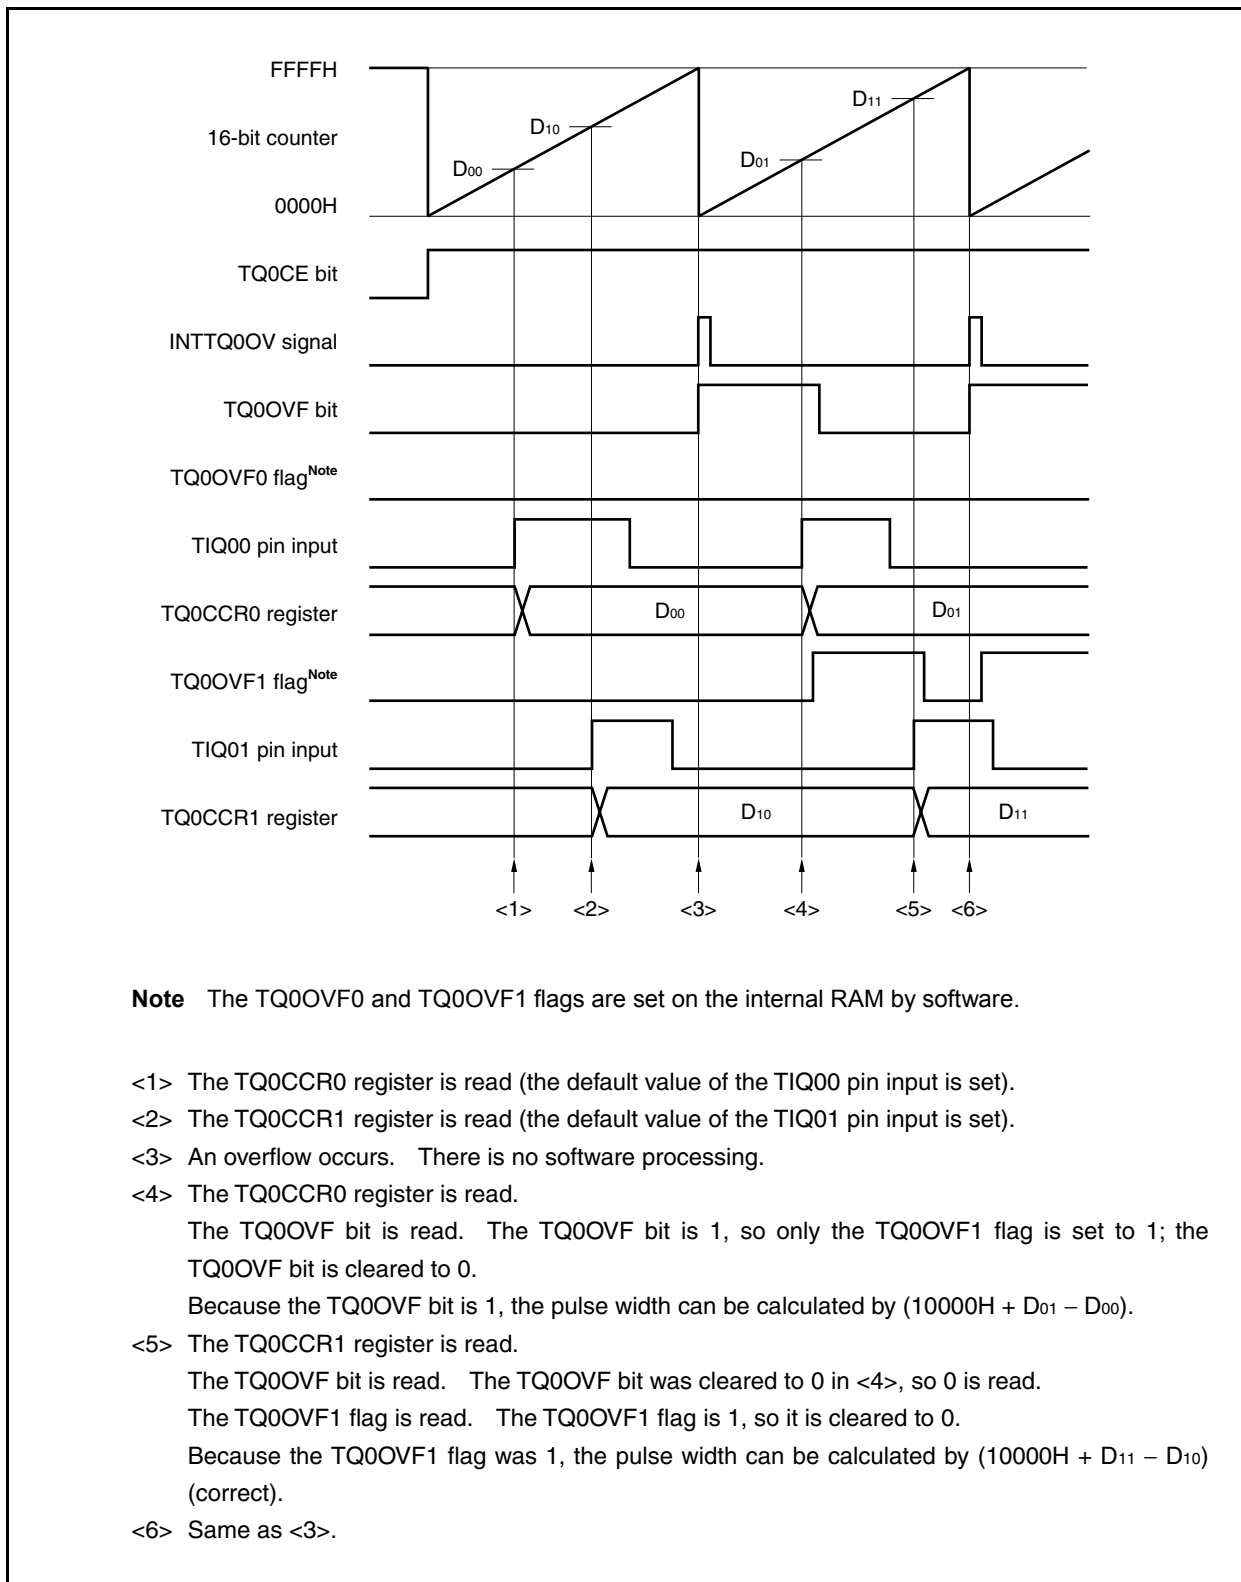 FFFFH
D11
D10
16-bit counter
D01
D00
0000H
TQ0CE bit
INTTQ0OV signal
TQ0OVF bit
TQ0OVF0 flagNote
TIQ00 pin input
TQ0CCR0 register
D00
D01
TQ0OVF1 flagNote
TIQ01 pin input
TQ0CCR1 register
D10
D11
<1> <2> <3> <4> <5> <6>
Note The TQ0OVF0 and TQ0OVF1 flags are set on the internal RAM by software.
<1> The TQ0CCR0 register is read (the default value of the TIQ00 pin input is set).
<2> The TQ0CCR1 register is read (the default value of the TIQ01 pin input is set).
<3> An overflow occurs. There is no software processing.
<4> The TQ0CCR0 register is read.
The TQ0OVF bit is read. The TQ0OVF bit is 1, so only the TQ0OVF1 flag is set to 1; the
TQ0OVF bit is cleared to 0.
Because the TQ0OVF bit is 1, the pulse width can be calculated by (10000H + D01 − D00).
<5> The TQ0CCR1 register is read.
The TQ0OVF bit is read. The TQ0OVF bit was cleared to 0 in <4>, so 0 is read.
The TQ0OVF1 flag is read. The TQ0OVF1 flag is 1, so it is cleared to 0.
Because the TQ0OVF1 flag was 1, the pulse width can be calculated by (10000H + D11 − D10)
(correct).
<6> Same as <3>.